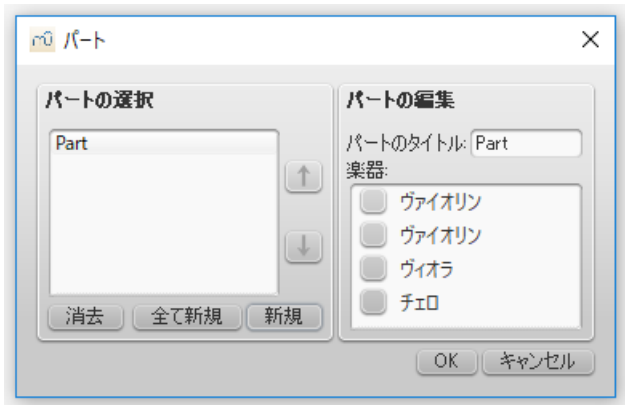 パート
パートの選択
Part
消去 全て新規 新規
パートの編集
パートのタイトル: Part
楽器:
ヴァイオリン
ヴァイオリン
ヴィオラ
チェロ
OK キャンセル